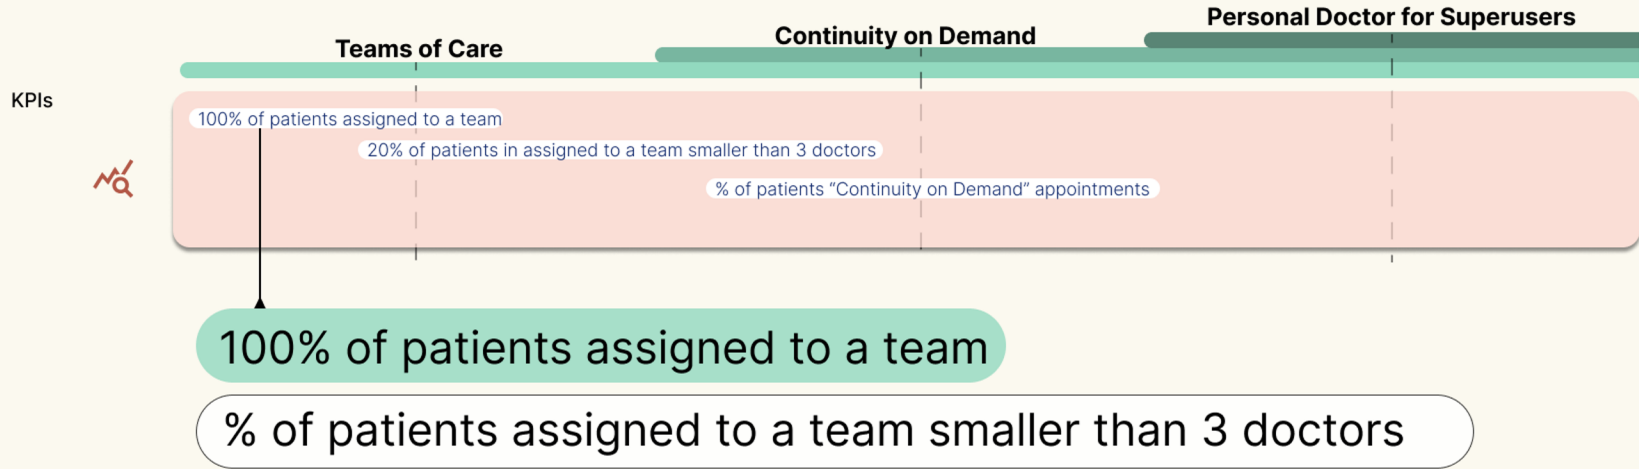 Personal Doctor for Superusers
Continuity on Demand
Teams of Care
KPIs
100% of patients assigned to a team
20% of patients in assigned to a team smaller than 3 doctors
% of patients “Continuity on Demand” appointments
100% of patients assigned to a team
% of patients assigned to a team smaller than 3 doctors